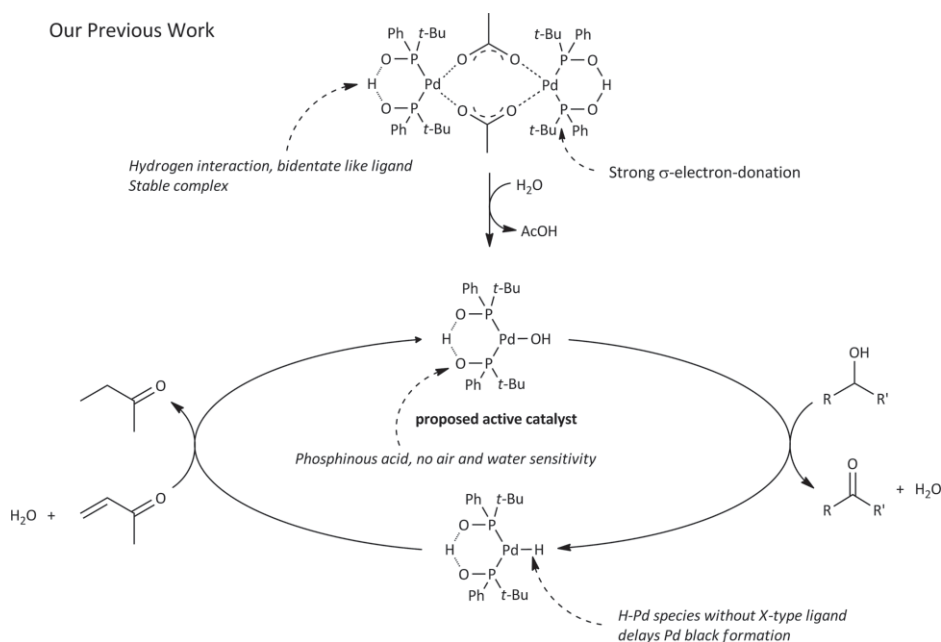 Our Previous Work
Ph t-Bu Ph
t-Bu
O P O O P O
H Pd Pd H
O P O O P O
Ph t-Bu t-Bu Ph
Hydrogen interaction, bidentate like ligand
Stable complex
Strong σ-electron-donation
H₂O
AcOH
Ph t-Bu
O P
H Pd OH
O P
Ph t-Bu
OH
R R'
O
proposed active catalyst
Phosphinous acid, no air and water sensitivity
O
R R' + H₂O
H₂O + O
Ph t-Bu
O P
H Pd H
O P
Ph t-Bu
H-Pd species without X-type ligand
delays Pd black formation